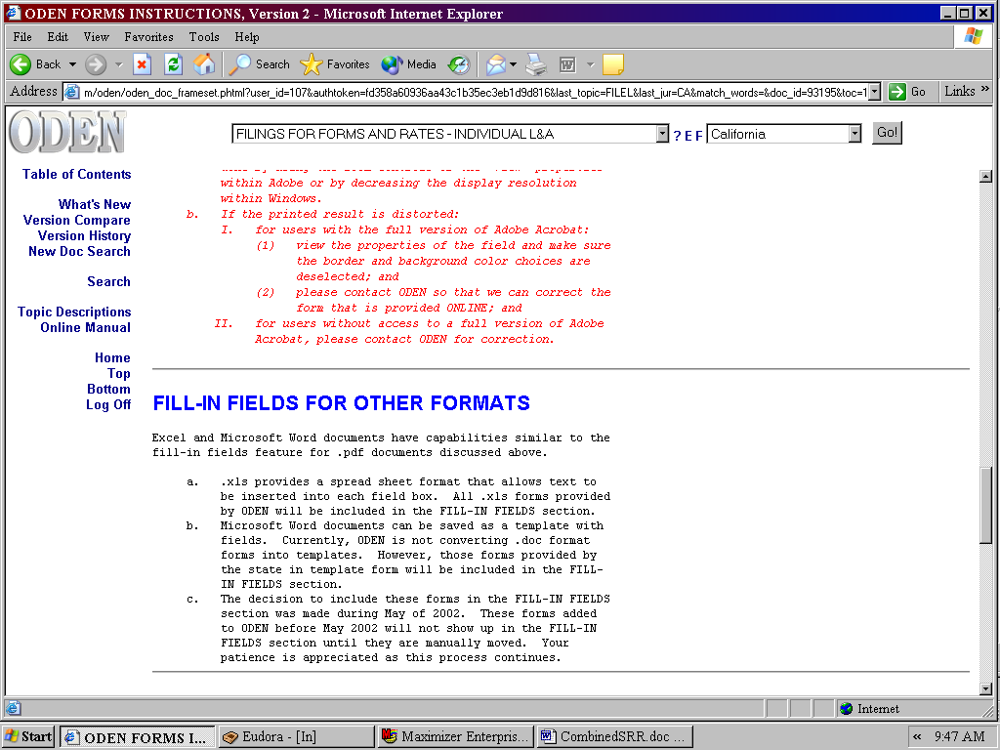 ODEN FORMS INSTRUCTIONS, Version 2 - Microsoft Internet Explorer
File Edit View Favorites Tools Help
Back Search Favorites Media
Address m/oden/oden_doc_frameset.phtml?user_id=107&authtoken=fd358a60936aa43c1b35ec3eb1d9d816&last_topic=FILEL&last_jur=CA&match_words=&doc_id=93195&toc=1 Go Links »
ODEN
FILINGS FOR FORMS AND RATES - INDIVIDUAL L&A ? E F California Go!
Table of Contents
What's New
Version Compare
Version History
New Doc Search
Search
Topic Descriptions
Online Manual
Home
Top
Bottom
Log Off
within Adobe or by decreasing the display resolution
within Windows.
b. If the printed result is distorted:
I. for users with the full version of Adobe Acrobat:
(1) view the properties of the field and make sure
the border and background color choices are
deselected; and
(2) please contact ODEN so that we can correct the
form that is provided ONLINE; and
II. for users without access to a full version of Adobe
Acrobat, please contact ODEN for correction.
FILL-IN FIELDS FOR OTHER FORMATS
Excel and Microsoft Word documents have capabilities similar to the
fill-in fields feature for .pdf documents discussed above.
a. .xls provides a spread sheet format that allows text to
be inserted into each field box. All .xls forms provided
by ODEN will be included in the FILL-IN FIELDS section.
b. Microsoft Word documents can be saved as a template with
fields. Currently, ODEN is not converting .doc format
forms into templates. However, those forms provided by
the state in template form will be included in the FILL-
IN FIELDS section.
c. The decision to include these forms in the FILL-IN FIELDS
section was made during May of 2002. These forms added
to ODEN before May 2002 will not show up in the FILL-IN
FIELDS section until they are manually moved. Your
patience is appreciated as this process continues.
Internet
Start ODEN FORMS I... Eudora - [In] Maximizer Enterpris... CombinedSRR.doc ... « 9:47 AM